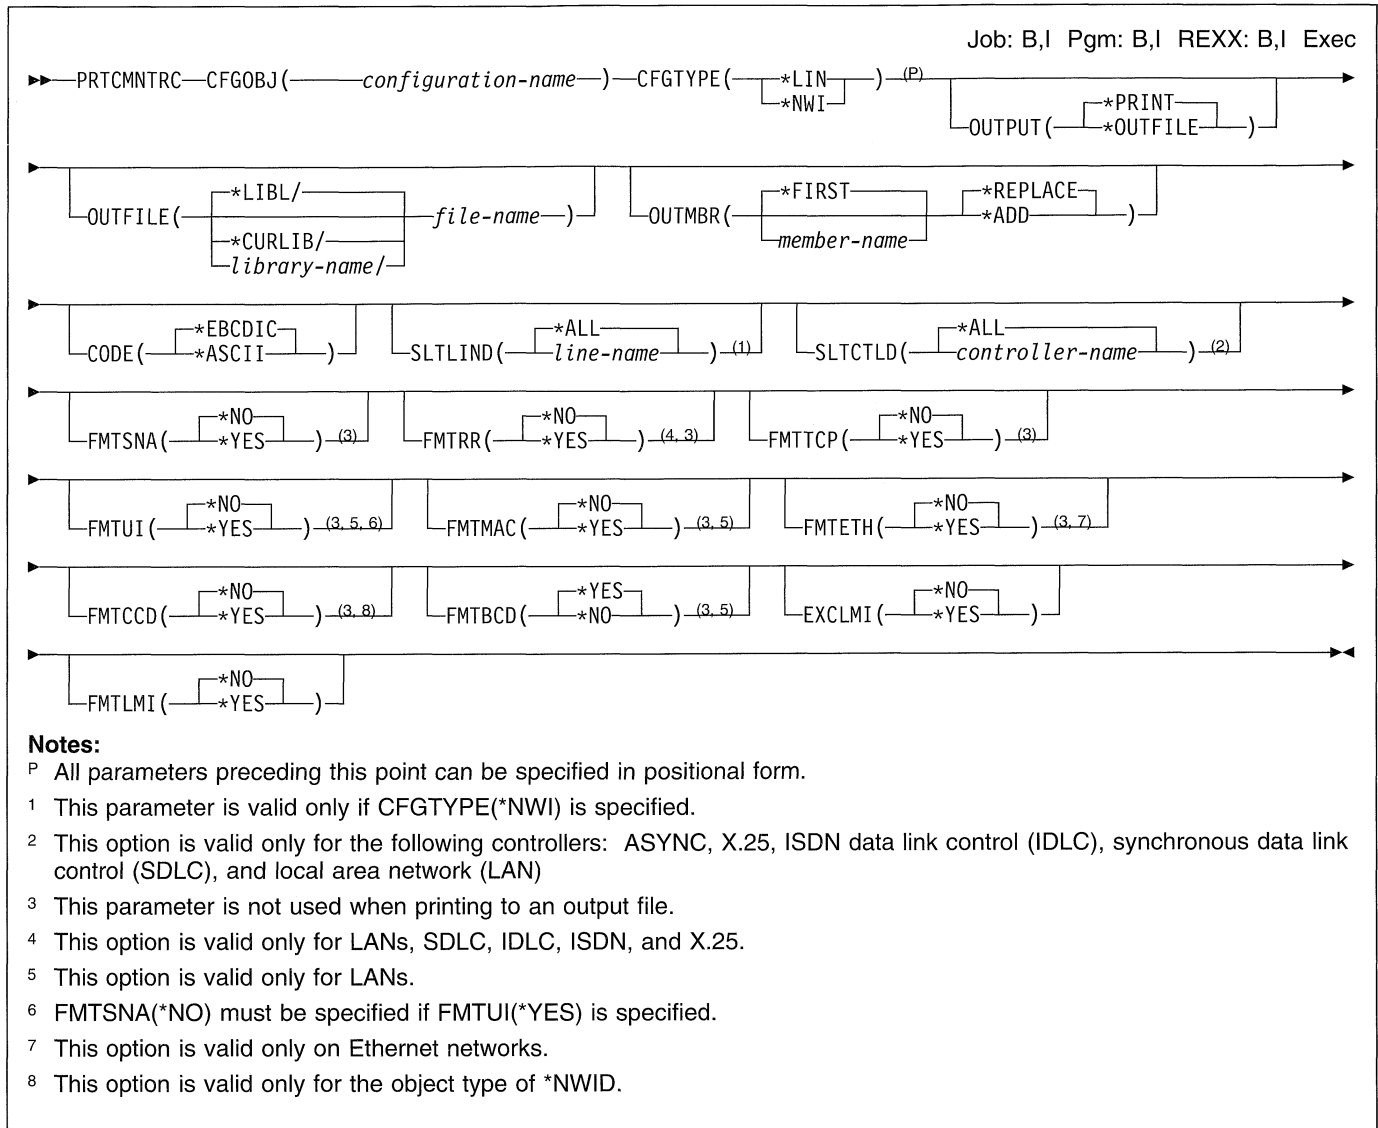 Job: B,I Pgm: B,I REXX: B,I Exec
PRTCMNTRC CFGOBJ( configuration-name ) CFGTYPE( *LIN ) (P)
*NWI
*PRINT
OUTPUT( *OUTFILE )
*LIBL/ *FIRST *REPLACE
OUTFILE( file-name ) OUTMBR( *ADD )
*CURLIB/ member-name
library-name/
*EBCDIC *ALL *ALL
CODE( *ASCII ) SLTLIND( line-name ) (1) SLTCTLD( controller-name ) (2)
*NO *NO *NO
FMTSNA( *YES ) (3) FMTRR( *YES ) (4, 3) FMTTCP( *YES ) (3)
*NO *NO *NO
FMTUI( *YES ) (3, 5, 6) FMTMAC( *YES ) (3, 5) FMTETH( *YES ) (3, 7)
*NO *YES *NO
FMTCCD( *YES ) (3, 8) FMTBCD( *NO ) (3, 5) EXCLMI( *YES )
*NO
FMTLMI( *YES )
Notes:
P All parameters preceding this point can be specified in positional form.
1 This parameter is valid only if CFGTYPE(*NWI) is specified.
2 This option is valid only for the following controllers: ASYNC, X.25, ISDN data link control (IDLC), synchronous data link
control (SDLC), and local area network (LAN)
3 This parameter is not used when printing to an output file.
4 This option is valid only for LANs, SDLC, IDLC, ISDN, and X.25.
5 This option is valid only for LANs.
6 FMTSNA(*NO) must be specified if FMTUI(*YES) is specified.
7 This option is valid only on Ethernet networks.
8 This option is valid only for the object type of *NWID.